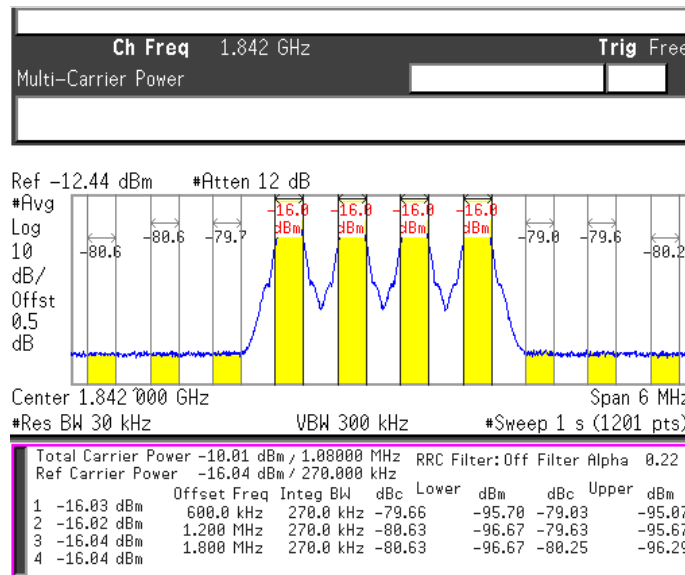 Ch Freq 1.842 GHz Trig Free
Multi-Carrier Power
Ref -12.44 dBm #Atten 12 dB
#Avg
Log
10
dB/
Offst
0.5
dB
-80.6 -80.6 -79.7 -16.0 dBm -16.0 dBm -16.0 dBm -16.0 dBm -79.0 -79.6 -80.2
Center 1.842 000 GHz Span 6 MHz
#Res BW 30 kHz VBW 300 kHz #Sweep 1 s (1201 pts)
Total Carrier Power -10.01 dBm/1.08000 MHz RRC Filter:Off Filter Alpha 0.22
Ref Carrier Power -16.04 dBm/270.000 kHz
Offset Freq Integ BW dBc Lower dBm dBc Upper dBm
1 -16.03 dBm 600.0 kHz 270.0 kHz -79.66 -95.70 -79.03 -95.07
2 -16.02 dBm 1.200 MHz 270.0 kHz -80.63 -96.67 -79.63 -95.67
3 -16.04 dBm 1.800 MHz 270.0 kHz -80.63 -96.67 -80.25 -96.29
4 -16.04 dBm